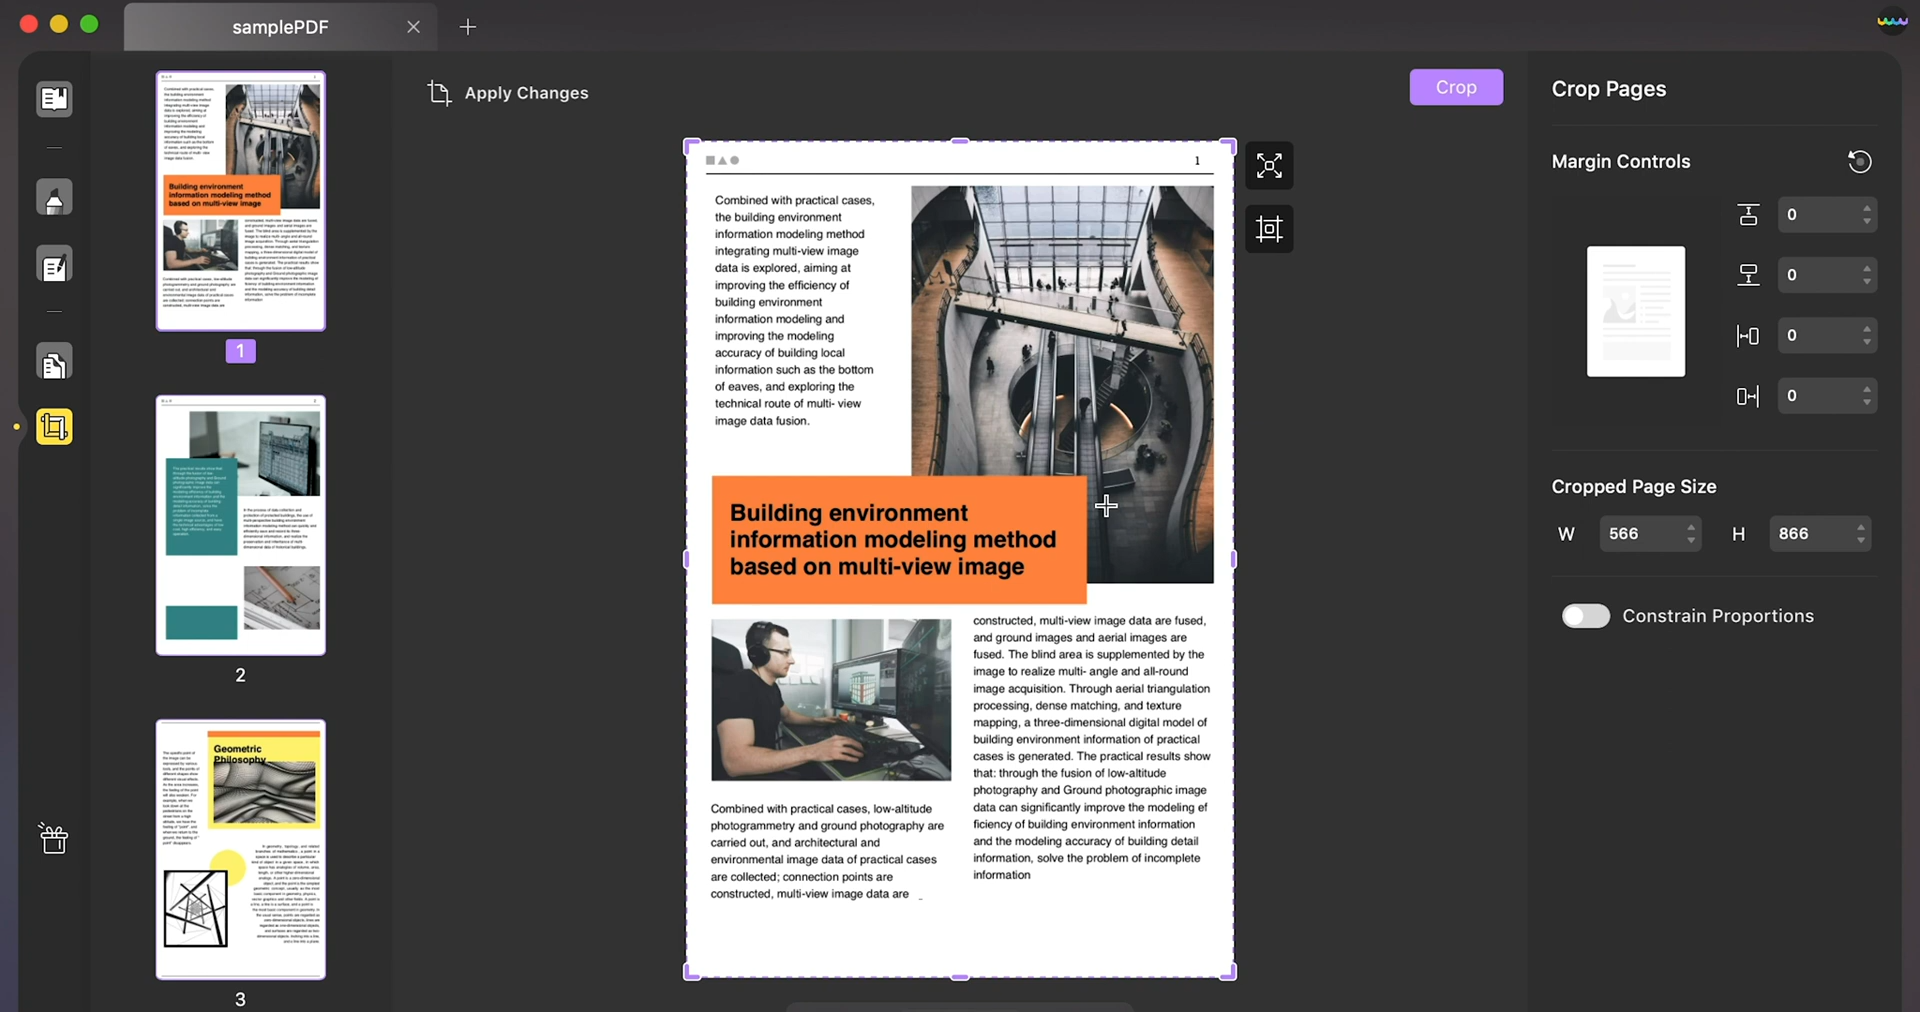 samplePDF
Apply Changes
Crop
Crop Pages
Margin Controls
0
0
0
0
Cropped Page Size
W 566 H 866
Constrain Proportions
Building environment
information modeling method
based on multi-view image
1
2
Geometric
Philosophy
3
1
Combined with practical cases,
the building environment
information modeling method
integrating multi-view image
data is explored, aiming at
improving the efficiency of
building environment
information modeling and
improving the modeling
accuracy of building local
information such as the bottom
of eaves, and exploring the
technical route of multi- view
image data fusion.
Building environment
information modeling method
based on multi-view image
Combined with practical cases, low-altitude
photogrammetry and ground photography are
carried out, and architectural and
environmental image data of practical cases
are collected; connection points are
constructed, multi-view image data are
constructed, multi-view image data are fused,
and ground images and aerial images are
fused. The blind area is supplemented by the
image to realize multi- angle and all-round
image acquisition. Through aerial triangulation
processing, dense matching, and texture
mapping, a three-dimensional digital model of
building environment information of practical
cases is generated. The practical results show
that: through the fusion of low-altitude
photography and Ground photographic image
data can significantly improve the modeling ef
ficiency of building environment information
and the modeling accuracy of building detail
information, solve the problem of incomplete
information